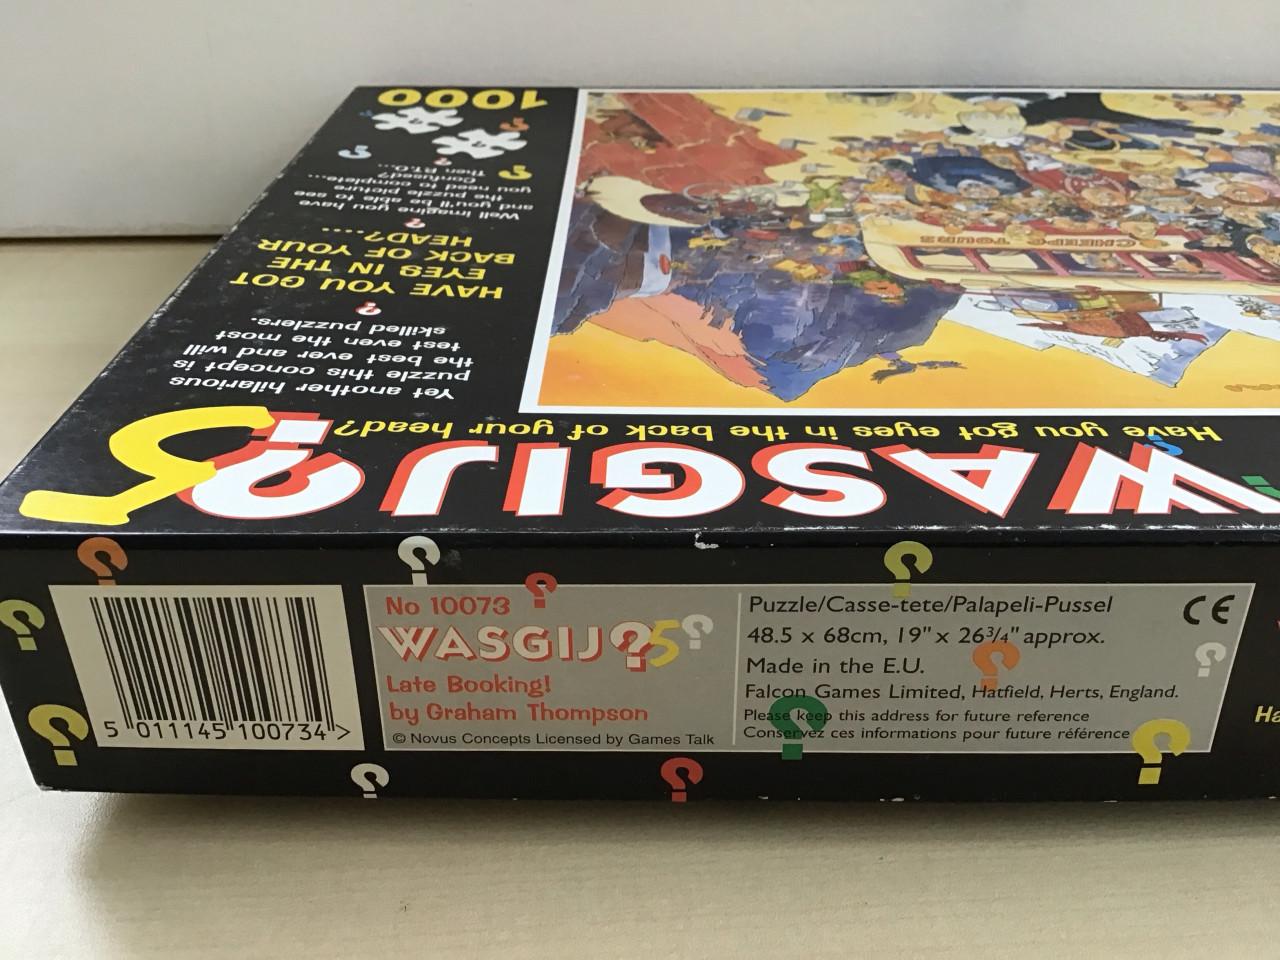 WASGIJ? 5
Have you got eyes in the back of your head?
Yet another hilarious
puzzle this concept is
the best ever and will
test even the most
skilled puzzlers.
HAVE YOU GOT
EYES IN THE
BACK OF YOUR
HEAD?....
Well imagine you have
and you'll be able to see
the puzzle picture
you need to complete...
Confused?
Then P.T.O...
1000
CHEEPO TOURS
5 011145 100734 >
No 10073
WASGIJ? 5
Late Booking!
by Graham Thompson
© Novus Concepts Licensed by Games Talk
Puzzle/Casse-tete/Palapeli-Pussel
48.5 x 68cm, 19" x 26¾" approx.
Made in the E.U.
Falcon Games Limited, Hatfield, Herts, England.
Please keep this address for future reference
Conservez ces informations pour future référence
CE